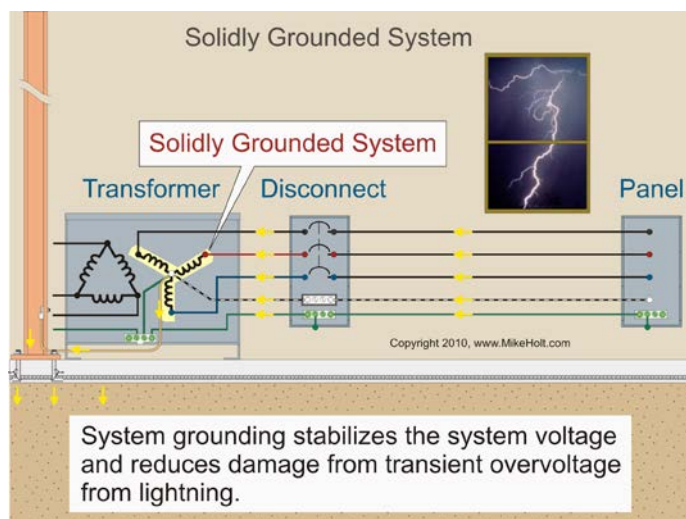 Solidly Grounded System
Solidly Grounded System
Transformer
Disconnect
Panel
Copyright 2010, www.MikeHolt.com
System grounding stabilizes the system voltage
and reduces damage from transient overvoltage
from lightning.